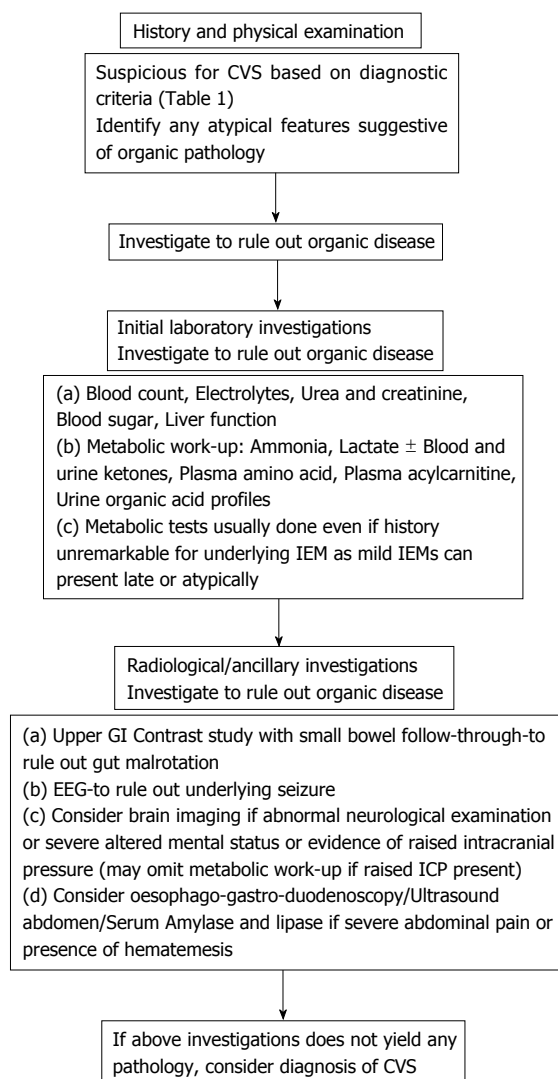 History and physical examination
Suspicious for CVS based on diagnostic
criteria (Table 1)
Identify any atypical features suggestive
of organic pathology
Investigate to rule out organic disease
Initial laboratory investigations
Investigate to rule out organic disease
(a) Blood count, Electrolytes, Urea and creatinine,
Blood sugar, Liver function
(b) Metabolic work-up: Ammonia, Lactate ± Blood and
urine ketones, Plasma amino acid, Plasma acylcarnitine,
Urine organic acid profiles
(c) Metabolic tests usually done even if history
unremarkable for underlying IEM as mild IEMs can
present late or atypically
Radiological/ancillary investigations
Investigate to rule out organic disease
(a) Upper GI Contrast study with small bowel follow-through-to
rule out gut malrotation
(b) EEG-to rule out underlying seizure
(c) Consider brain imaging if abnormal neurological examination
or severe altered mental status or evidence of raised intracranial
pressure (may omit metabolic work-up if raised ICP present)
(d) Consider oesophago-gastro-duodenoscopy/Ultrasound
abdomen/Serum Amylase and lipase if severe abdominal pain or
presence of hematemesis
If above investigations does not yield any
pathology, consider diagnosis of CVS